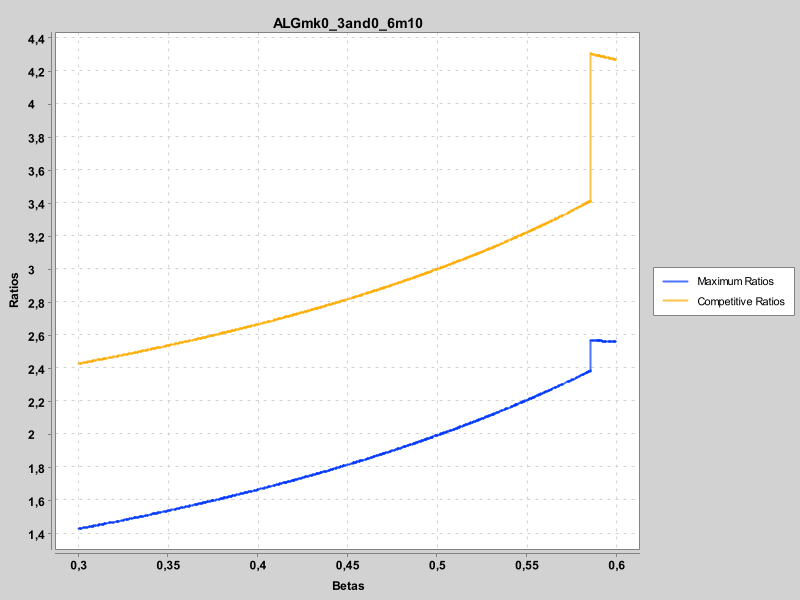 ALGmk0_3and0_6m10
4,4
4,2
4
3,8
3,6
3,4
3,2
3
2,8
2,6
2,4
2,2
2
1,8
1,6
1,4
Ratios
0,3 0,35 0,4 0,45 0,5 0,55 0,6
Betas
Maximum Ratios
Competitive Ratios